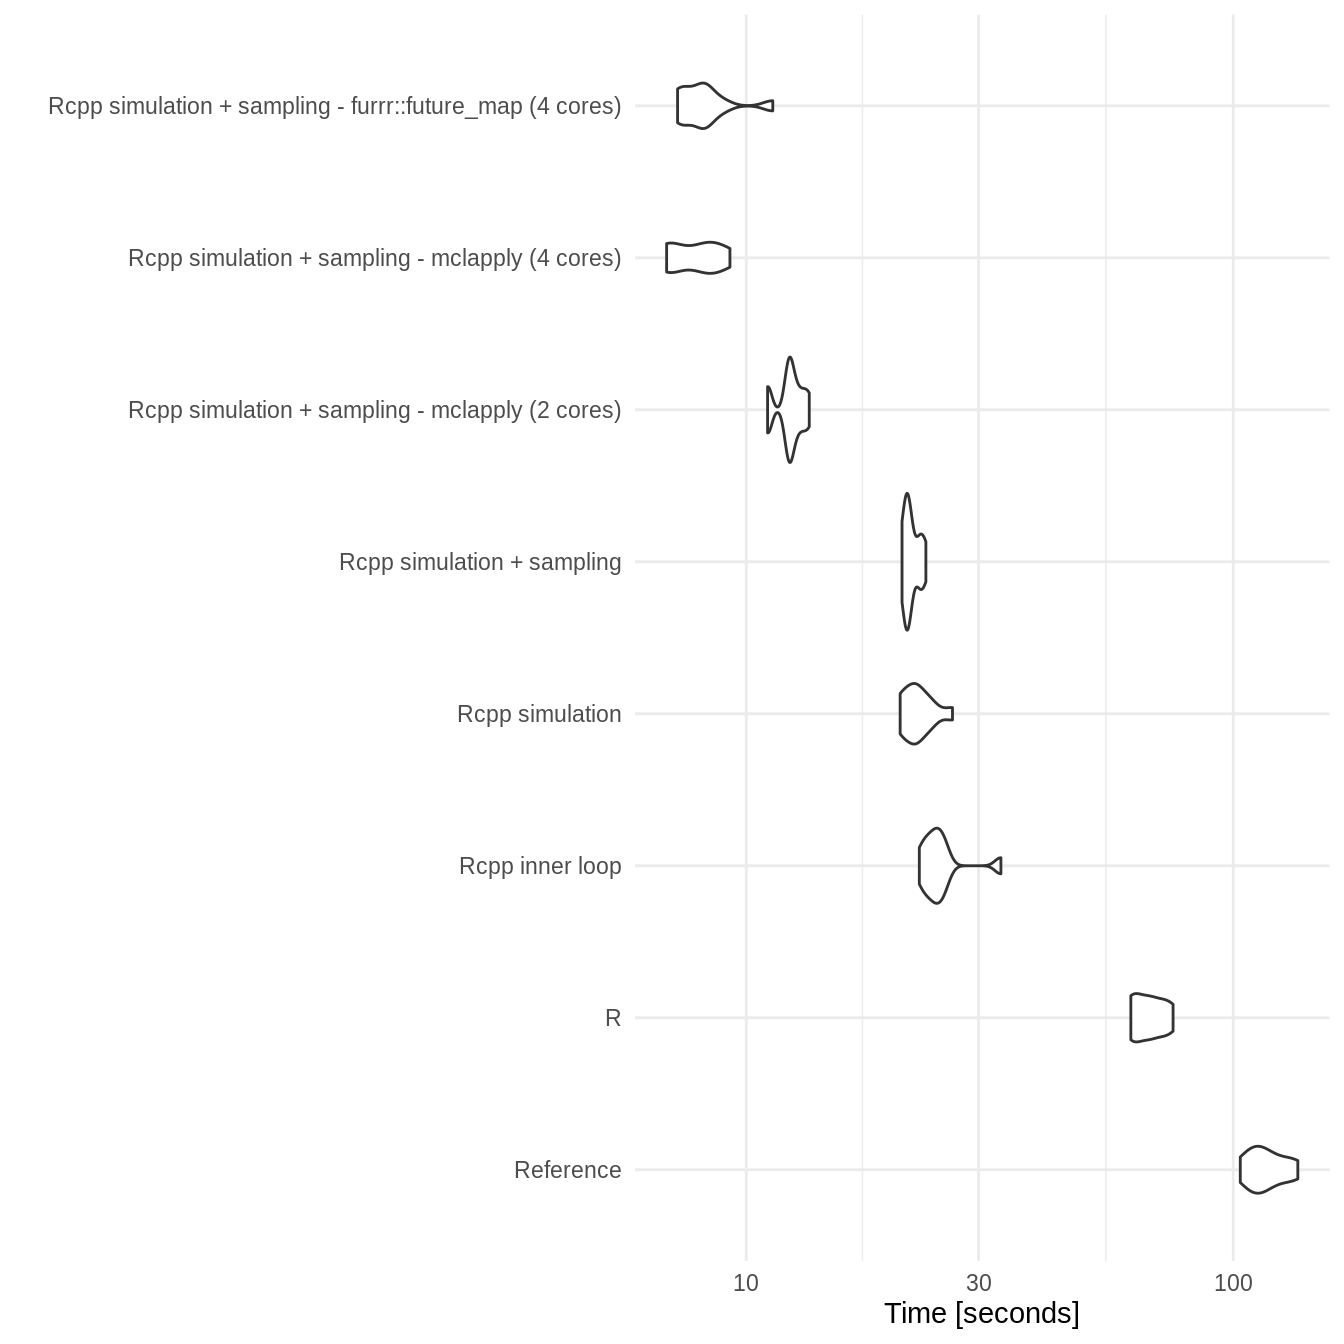 Rcpp simulation + sampling - furrr::future_map (4 cores)
Rcpp simulation + sampling - mclapply (4 cores)
Rcpp simulation + sampling - mclapply (2 cores)
Rcpp simulation + sampling
Rcpp simulation
Rcpp inner loop
R
Reference
10 30 100
Time [seconds]